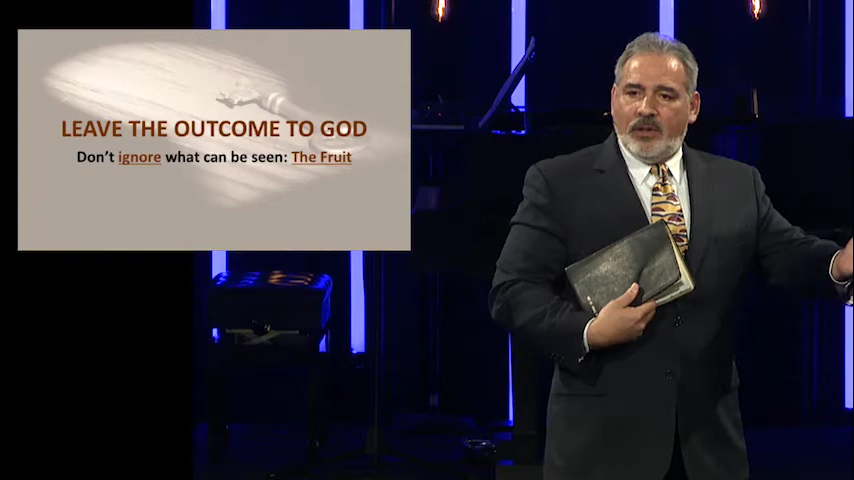 LEAVE THE OUTCOME TO GOD
Don’t ignore what can be seen: The Fruit